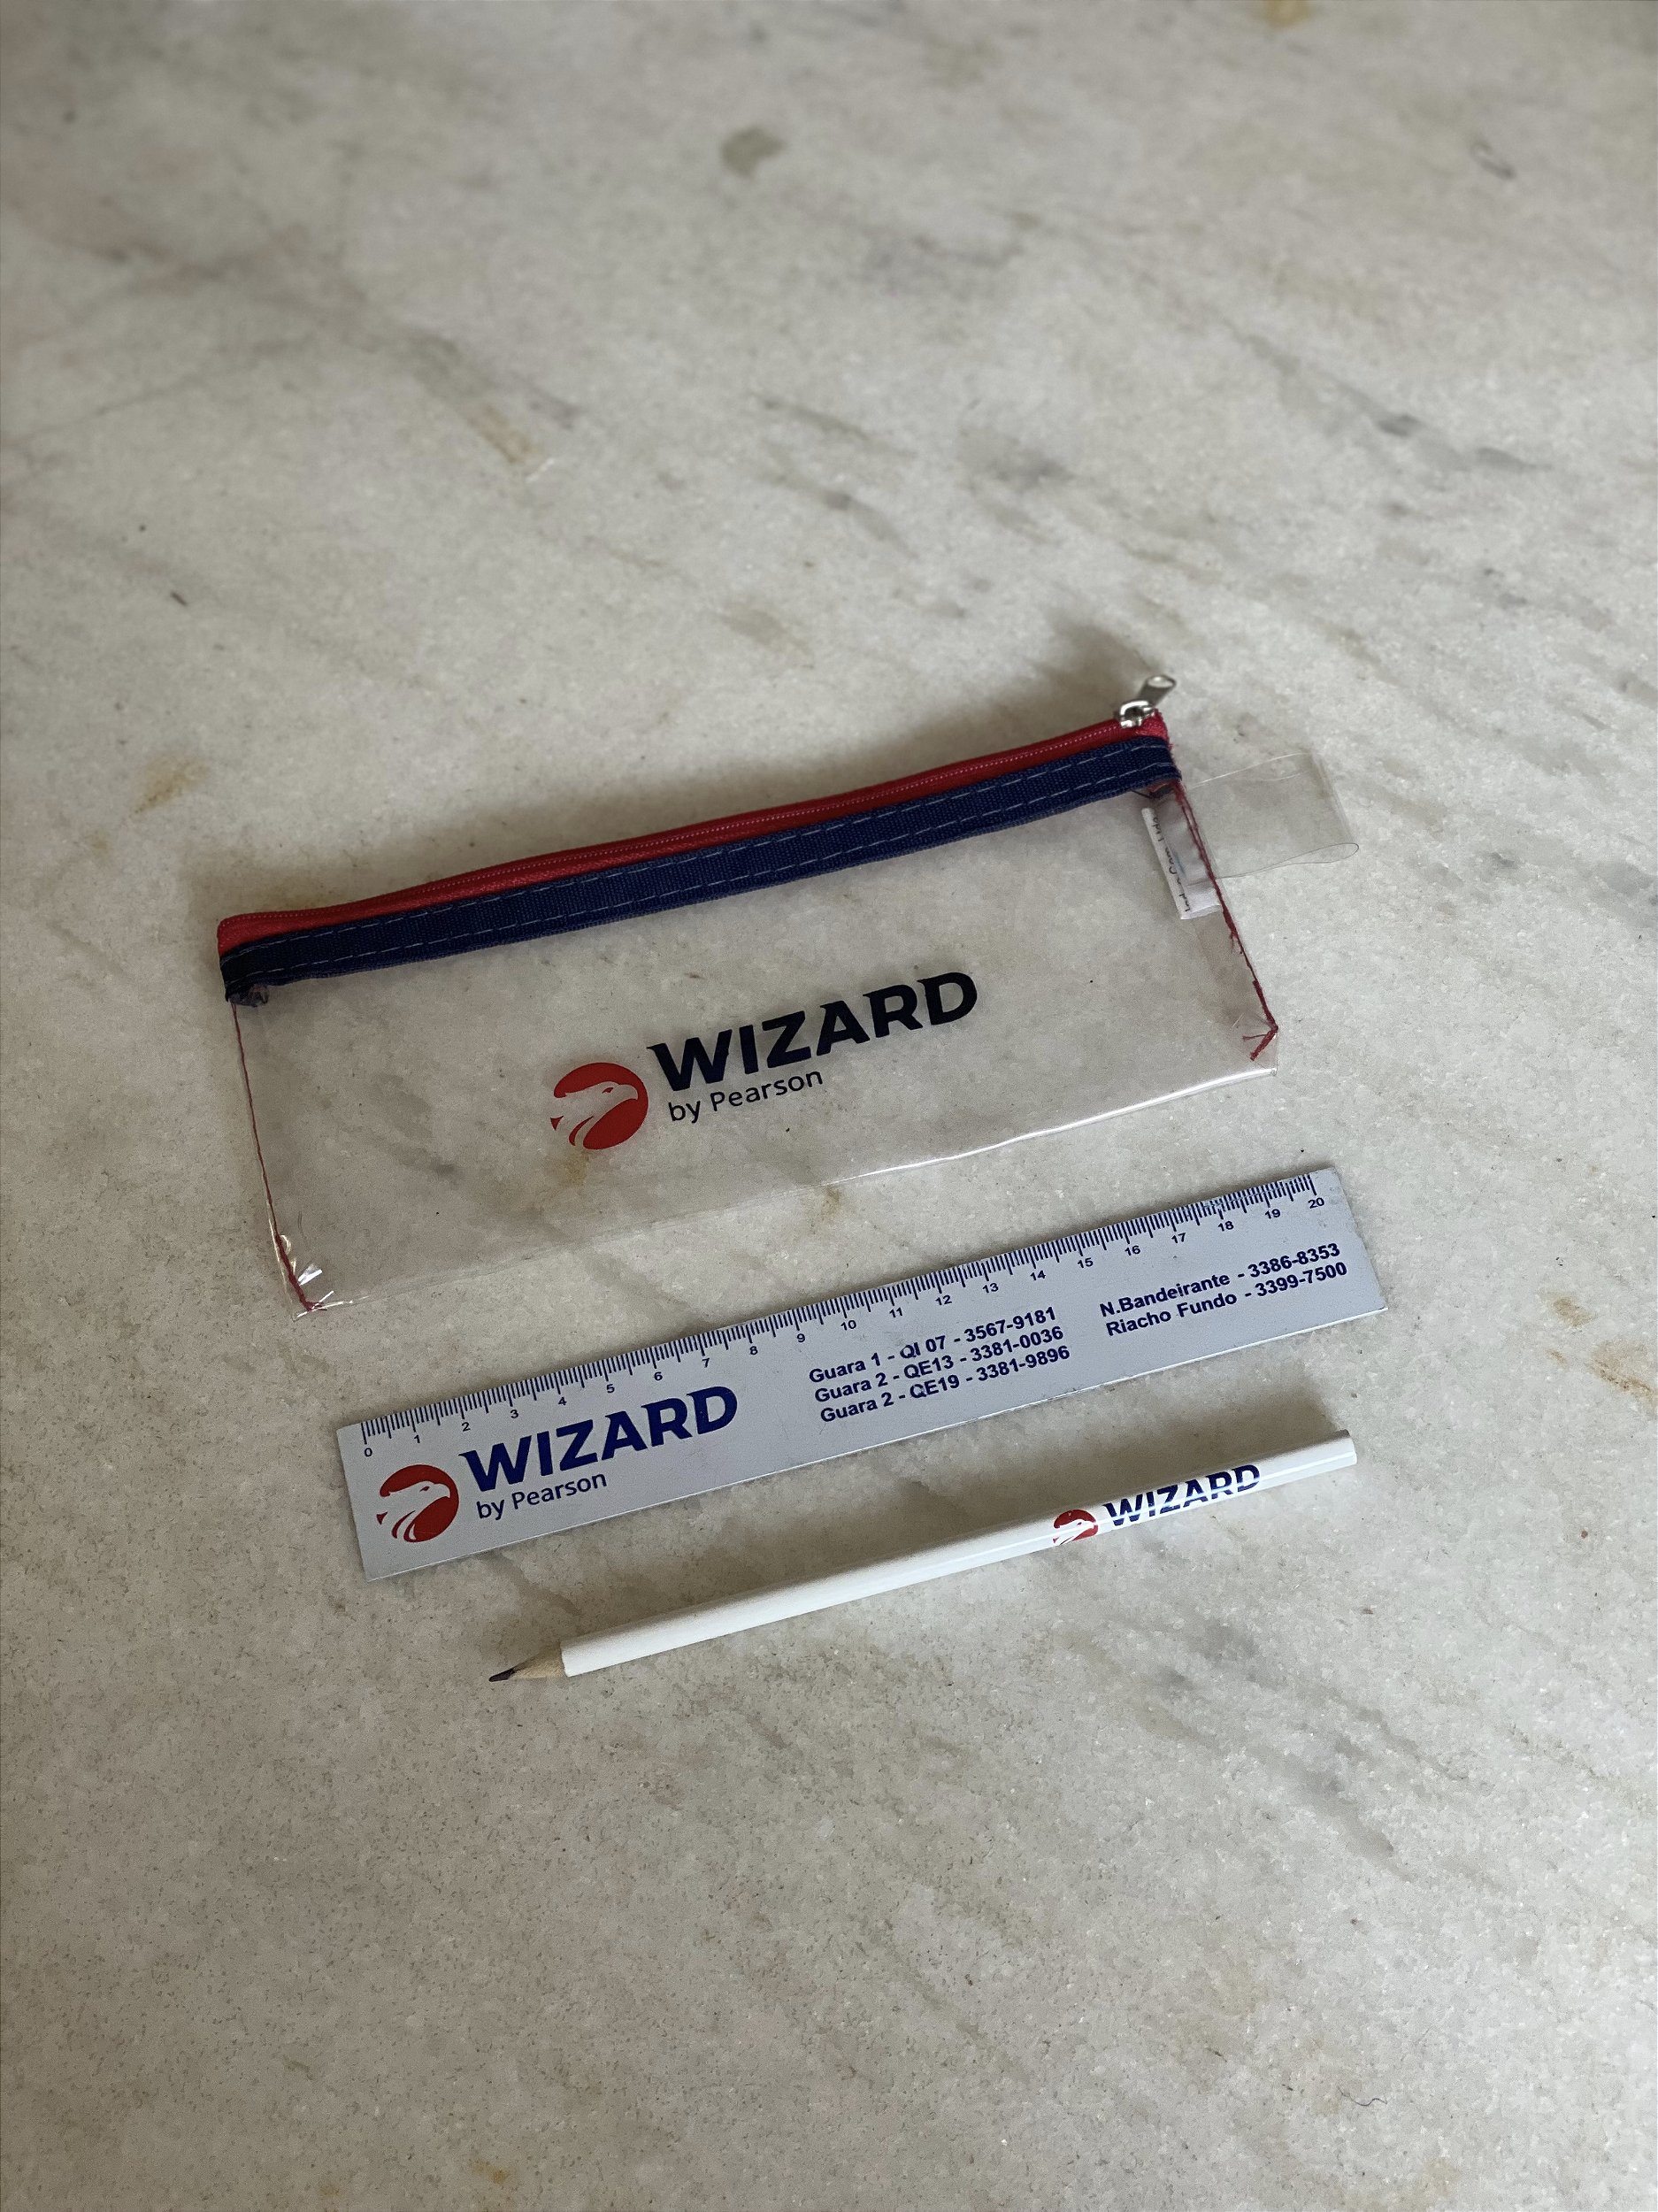 WIZARD
by Pearson
0 1 2 3 4 5 6 7 8 9 10 11 12 13 14 15 16 17 18 19 20
WIZARD
by Pearson
Guara 1 - QI 07 - 3567-9181
Guara 2 - QE13 - 3381-0036
Guara 2 - QE19 - 3381-9896
N.Bandeirante - 3386-8353
Riacho Fundo - 3399-7500
WIZARD